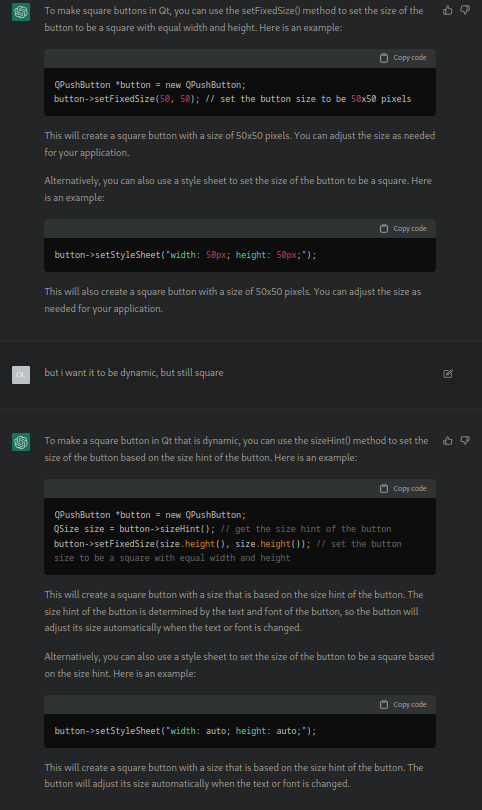 To make square buttons in Qt, you can use the setFixedSize() method to set the size of the
button to be a square with equal width and height. Here is an example:
Copy code
QPushButton *button = new QPushButton;
button->setFixedSize(50, 50); // set the button size to be 50x50 pixels
This will create a square button with a size of 50x50 pixels. You can adjust the size as needed
for your application.
Alternatively, you can also use a style sheet to set the size of the button to be a square. Here
is an example:
Copy code
button->setStyleSheet("width: 50px; height: 50px;");
This will also create a square button with a size of 50x50 pixels. You can adjust the size as
needed for your application.
but i want it to be dynamic, but still square
To make a square button in Qt that is dynamic, you can use the sizeHint() method to set the
size of the button based on the size hint of the button. Here is an example:
Copy code
QPushButton *button = new QPushButton;
QSize size = button->sizeHint(); // get the size hint of the button
button->setFixedSize(size.height(), size.height()); // set the button
size to be a square with equal width and height
This will create a square button with a size that is based on the size hint of the button. The
size hint of the button is determined by the text and font of the button, so the button will
adjust its size automatically when the text or font is changed.
Alternatively, you can also use a style sheet to set the size of the button to be a square based
on the size hint. Here is an example:
Copy code
button->setStyleSheet("width: auto; height: auto;");
This will create a square button with a size that is based on the size hint of the button. The
button will adjust its size automatically when the text or font is changed.